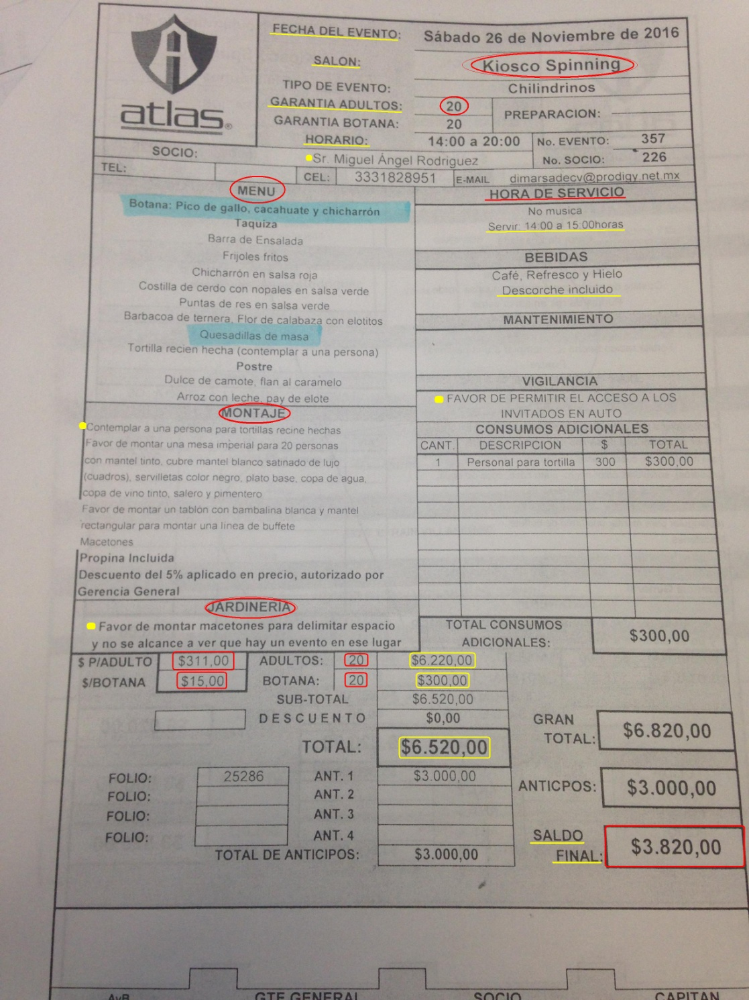 atlas®
FECHA DEL EVENTO: Sábado 26 de Noviembre de 2016
SALON: Kiosco Spinning
TIPO DE EVENTO: Chilindrinos
GARANTIA ADULTOS: 20 PREPARACION:
GARANTIA BOTANA: 20
HORARIO: 14:00 a 20:00 No. EVENTO: 357
SOCIO: Sr. Miguel Ángel Rodriguez No. SOCIO: 226
TEL: CEL: 3331828951 E-MAIL dimarsadecv@prodigy.net.mx
MENU
Botana: Pico de gallo, cacahuate y chicharrón
Taquiza
Barra de Ensalada
Frijoles fritos
Chicharrón en salsa roja
Costilla de cerdo con nopales en salsa verde
Puntas de res en salsa verde
Barbacoa de ternera, Flor de calabaza con elotitos
Quesadillas de masa
Tortilla recien hecha (contemplar a una persona)
Postre
Dulce de camote, flan al caramelo
Arroz con leche, pay de elote
MONTAJE
Contemplar a una persona para tortillas recine hechas
Favor de montar una mesa imperial para 20 personas
con mantel tinto, cubre mantel blanco satinado de lujo
(cuadros), servilletas color negro, plato base, copa de agua,
copa de vino tinto, salero y pimentero
Favor de montar un tablón con bambalina blanca y mantel
rectangular para montar una linea de buffete
Macetones
Propina Incluida
Descuento del 5% aplicado en precio, autorizado por
Gerencia General
JARDINERIA
Favor de montar macetones para delimitar espacio
y no se alcance a ver que hay un evento en ese lugar
HORA DE SERVICIO
No musica
Servir: 14:00 a 15:00horas
BEBIDAS
Café, Refresco y Hielo
Descorche incluido
MANTENIMIENTO
VIGILANCIA
FAVOR DE PERMITIR EL ACCESO A LOS
INVITADOS EN AUTO
CONSUMOS ADICIONALES
CANT. DESCRIPCION $ TOTAL
1 Personal para tortilla 300 $300,00
TOTAL CONSUMOS
ADICIONALES: $300,00
$ P/ADULTO $311,00 ADULTOS: 20 $6.220,00
$/BOTANA $15,00 BOTANA: 20 $300,00
SUB-TOTAL $6.520,00
DESCUENTO $0,00
TOTAL: $6.520,00
GRAN
TOTAL: $6.820,00
FOLIO: 25286 ANT. 1 $3.000,00
FOLIO: ANT. 2
FOLIO: ANT. 3
FOLIO: ANT. 4
TOTAL DE ANTICIPOS: $3.000,00
ANTICPOS: $3.000,00
SALDO
FINAL: $3.820,00
AyB GTE GENERAL SOCIO CAPITAN